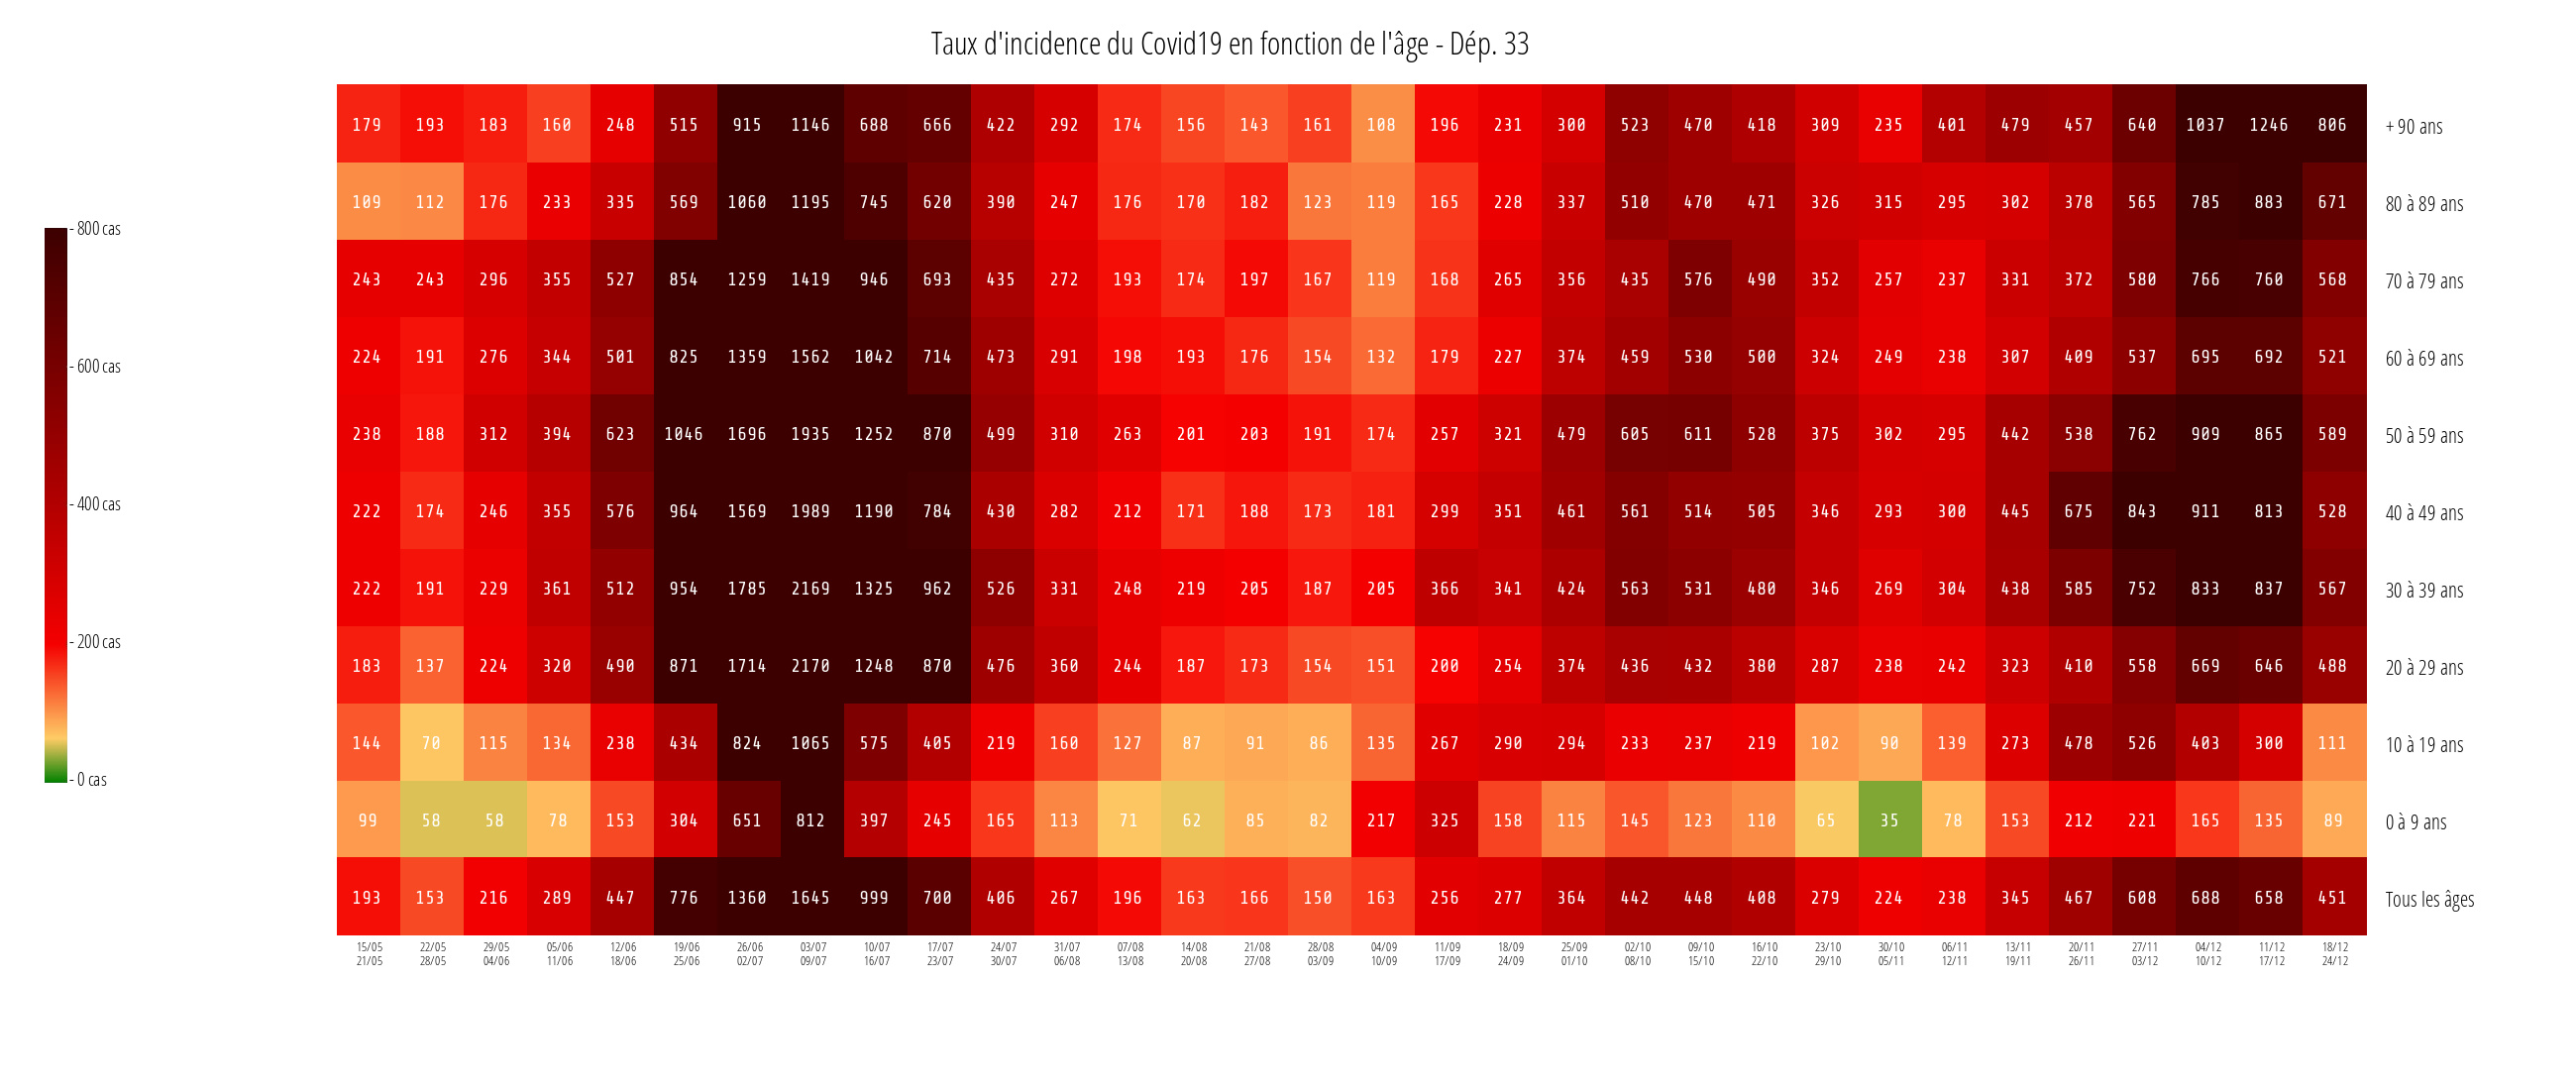 Taux d'incidence du Covid19 en fonction de l'âge - Dép. 33
179 193 183 160 248 515 915 1146 688 666 422 292 174 156 143 161 108 196 231 300 523 470 418 309 235 401 479 457 640 1037 1246 806 + 90 ans
109 112 176 233 335 569 1060 1195 745 620 390 247 176 170 182 123 119 165 228 337 510 470 471 326 315 295 302 378 565 785 883 671 80 à 89 ans
243 243 296 355 527 854 1259 1419 946 693 435 272 193 174 197 167 119 168 265 356 435 576 490 352 257 237 331 372 580 766 760 568 70 à 79 ans
224 191 276 344 501 825 1359 1562 1042 714 473 291 198 193 176 154 132 179 227 374 459 530 500 324 249 238 307 409 537 695 692 521 60 à 69 ans
238 188 312 394 623 1046 1696 1935 1252 870 499 310 263 201 203 191 174 257 321 479 605 611 528 375 302 295 442 538 762 909 865 589 50 à 59 ans
222 174 246 355 576 964 1569 1989 1190 784 430 282 212 171 188 173 181 299 351 461 561 514 505 346 293 300 445 675 843 911 813 528 40 à 49 ans
222 191 229 361 512 954 1785 2169 1325 962 526 331 248 219 205 187 205 366 341 424 563 531 480 346 269 304 438 585 752 833 837 567 30 à 39 ans
183 137 224 320 490 871 1714 2170 1248 870 476 360 244 187 173 154 151 200 254 374 436 432 380 287 238 242 323 410 558 669 646 488 20 à 29 ans
144 70 115 134 238 434 824 1065 575 405 219 160 127 87 91 86 135 267 290 294 233 237 219 102 90 139 273 478 526 403 300 111 10 à 19 ans
99 58 58 78 153 304 651 812 397 245 165 113 71 62 85 82 217 325 158 115 145 123 110 65 35 78 153 212 221 165 135 89 0 à 9 ans
193 153 216 289 447 776 1360 1645 999 700 406 267 196 163 166 150 163 256 277 364 442 448 408 279 224 238 345 467 608 688 658 451 Tous les âges
15/05 22/05 29/05 05/06 12/06 19/06 26/06 03/07 10/07 17/07 24/07 31/07 07/08 14/08 21/08 28/08 04/09 11/09 18/09 25/09 02/10 09/10 16/10 23/10 30/10 06/11 13/11 20/11 27/11 04/12 11/12 18/12
21/05 28/05 04/06 11/06 18/06 25/06 02/07 09/07 16/07 23/07 30/07 06/08 13/08 20/08 27/08 03/09 10/09 17/09 24/09 01/10 08/10 15/10 22/10 29/10 05/11 12/11 19/11 26/11 03/12 10/12 17/12 24/12
- 800 cas
- 600 cas
- 400 cas
- 200 cas
- 0 cas